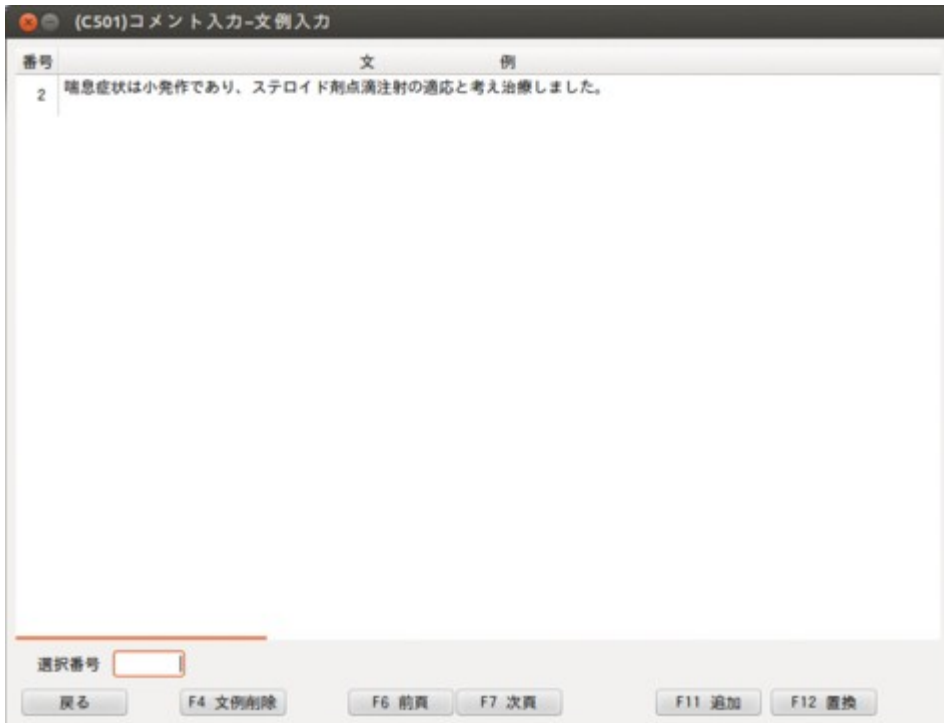 (C501)コメント入力-文例入力
番号 文 例
2 喘息症状は小発作であり、ステロイド剤点滴注射の適応と考え治療しました。
選択番号
戻る F4 文例削除 F6 前頁 F7 次頁 F11 追加 F12 置換